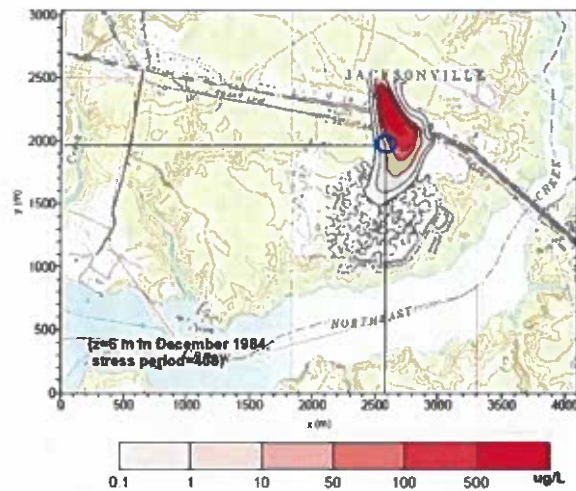 3000
2500
2000
1500
1000
500
0
y (m)
JACKSONVILLE
CREEK
NORTHEAST
(z=6 m in December 1984,
stress period=408)
0 500 1000 1500 2000 2500 3000 3500 4000
x (m)
0.1 1 10 50 100 500 ug/L